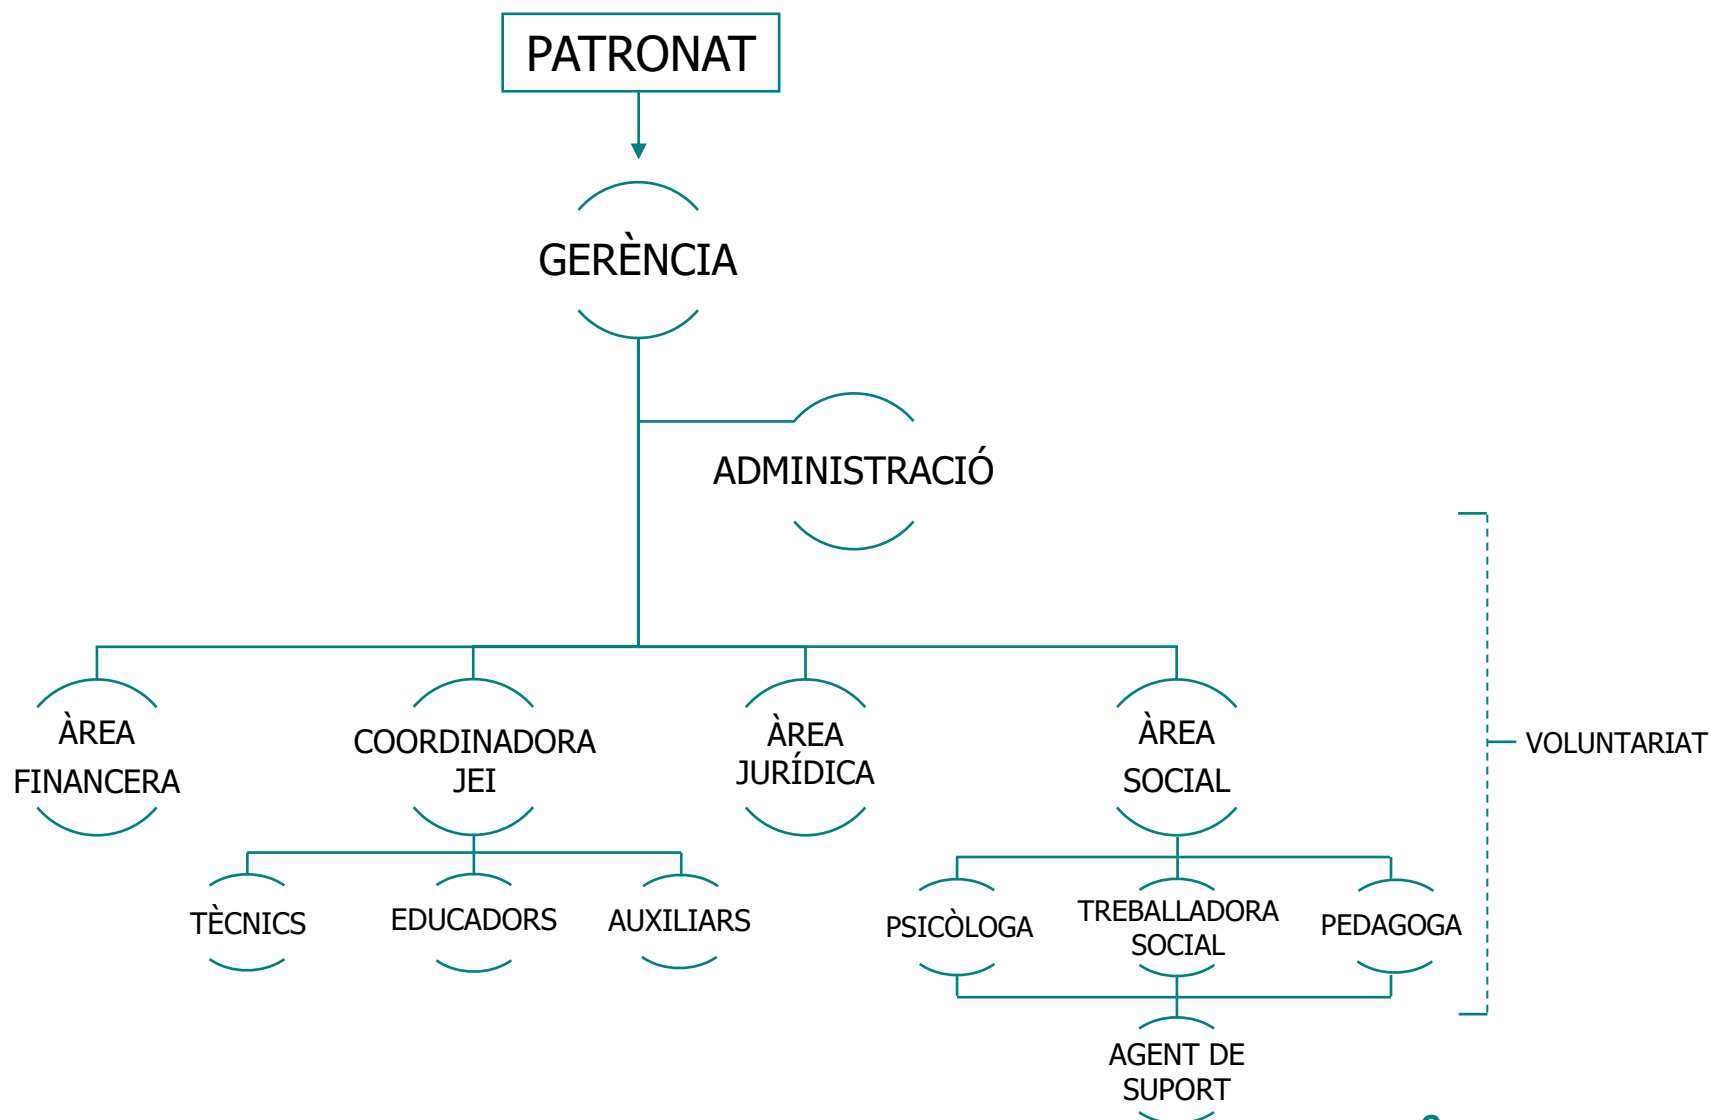 PATRONAT
GERÈNCIA
ADMINISTRACIÓ
ÀREA
FINANCERA
COORDINADORA
JEI
ÀREA
JURÍDICA
ÀREA
SOCIAL
VOLUNTARIAT
TÈCNICS
EDUCADORS
AUXILIARS
PSICÒLOGA
TREBALLADORA
SOCIAL
PEDAGOGA
AGENT DE
SUPORT